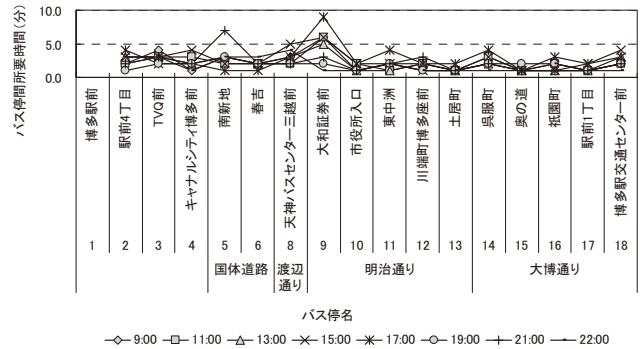 バス停間所要時間（分）
10.0
5.0
0.0
博多駅前
駅前4丁目
TVQ前
キャナルシティ博多前
南新地
春吉
天神バスセンター三越前
大和証券前
市役所入口
東中洲
川端町博多座前
土居町
呉服町
奥の道
祇園町
駅前1丁目
博多駅交通センター前
1 2 3 4 5 6 8 9 10 11 12 13 14 15 16 17 18
国体道路 渡辺通り 明治通り 大博通り
バス停名
9:00 11:00 13:00 15:00 17:00 19:00 21:00 22:00